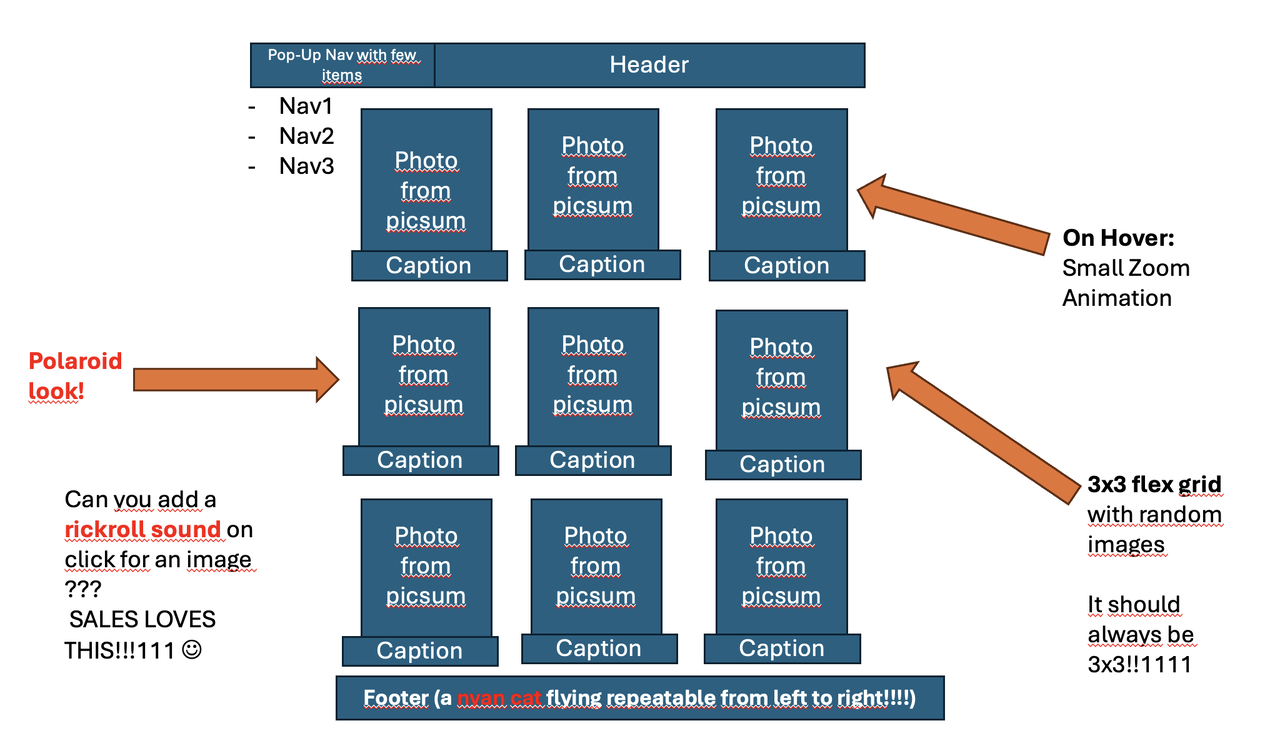 Pop-Up Nav with few
items
Header
- Nav1
- Nav2
- Nav3
Photo
from
picsum
Caption
Photo
from
picsum
Caption
Photo
from
picsum
Caption
On Hover:
Small Zoom
Animation
Polaroid
look!
Photo
from
picsum
Caption
Photo
from
picsum
Caption
Photo
from
picsum
Caption
3x3 flex grid
with random
images
It should
always be
3x3!!1111
Can you add a
rickroll sound on
click for an image
???
SALES LOVES
THIS!!!111 ☺
Photo
from
picsum
Caption
Photo
from
picsum
Caption
Photo
from
picsum
Caption
Footer (a nyan cat flying repeatable from left to right!!!!)